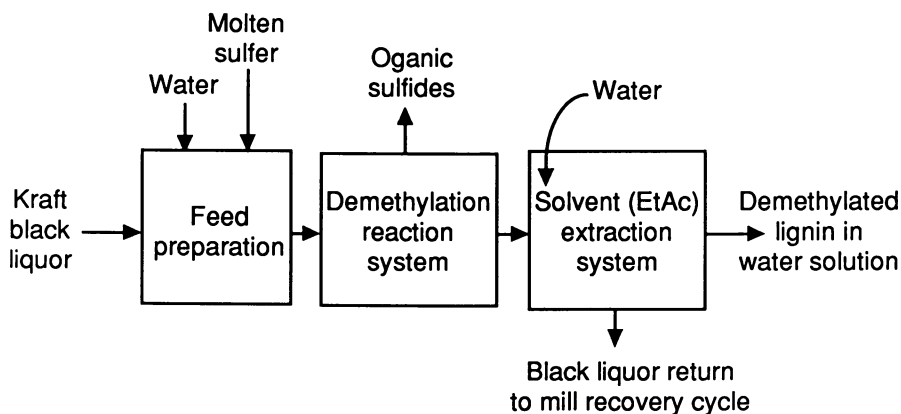 Molten
sulfer
Water
Oganic
sulfides
Water
Kraft
black
liquor
Feed
preparation
Demethylation
reaction
system
Solvent (EtAc)
extraction
system
Demethylated
lignin in
water solution
Black liquor return
to mill recovery cycle